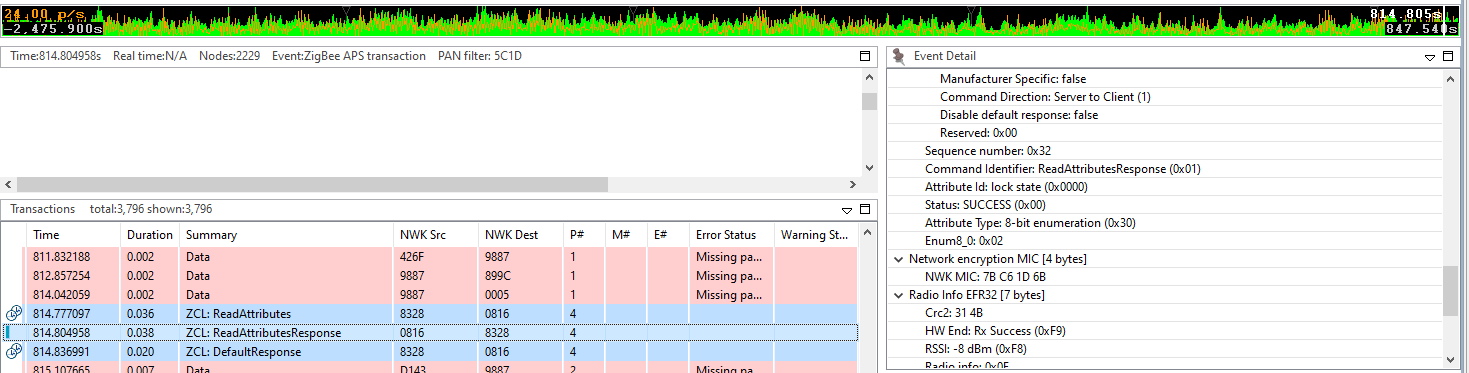 24.00 p/s 814.805s
-2,475.900s 847.540s
Time:814.804958s Real time:N/A Nodes:2229 Event:ZigBee APS transaction PAN filter: 5C1D
Transactions total:3,796 shown:3,796
Time Duration Summary NWK Src NWK Dest P# M# E# Error Status Warning St...
811.832188 0.002 Data 426F 9887 1 Missing pa...
812.857254 0.002 Data 9887 899C 1 Missing pa...
814.042059 0.002 Data 9887 0005 1 Missing pa...
814.777097 0.036 ZCL: ReadAttributes 8328 0816 4
814.804958 0.038 ZCL: ReadAttributesResponse 0816 8328 4
814.836991 0.020 ZCL: DefaultResponse 8328 0816 4
815.107665 0.007 Data D143 9887 2 Missing pa...
Event Detail
Manufacturer Specific: false
Command Direction: Server to Client (1)
Disable default response: false
Reserved: 0x00
Sequence number: 0x32
Command Identifier: ReadAttributesResponse (0x01)
Attribute Id: lock state (0x0000)
Status: SUCCESS (0x00)
Attribute Type: 8-bit enumeration (0x30)
Enum8_0: 0x02
Network encryption MIC [4 bytes]
NWK MIC: 7B C6 1D 6B
Radio Info EFR32 [7 bytes]
Crc2: 31 4B
HW End: Rx Success (0xF9)
RSSI: -8 dBm (0xF8)
Radio info: 0x0F